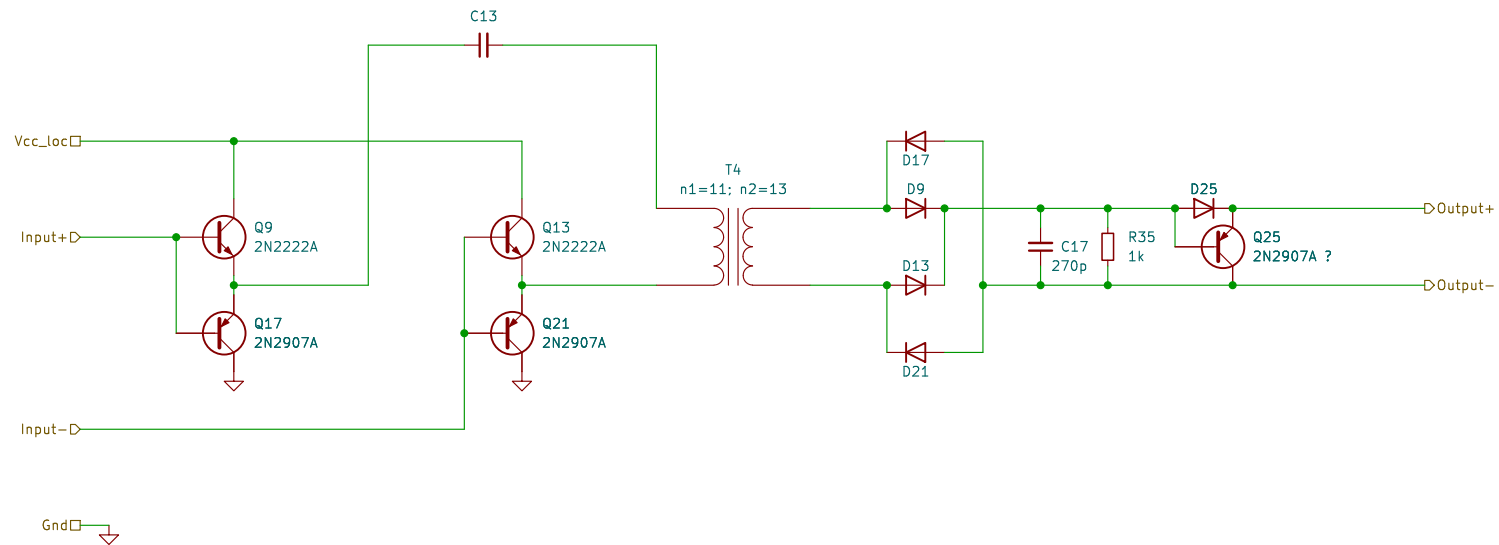 C13
Vcc_loc
D17
T4
n1=11; n2=13
D9
D25
Output+
Input+
Q9
2N2222A
Q13
2N2222A
C17
270p
R35
1k
Q25
2N2907A ?
D13
Output-
Q17
2N2907A
Q21
2N2907A
D21
Input-
Gnd